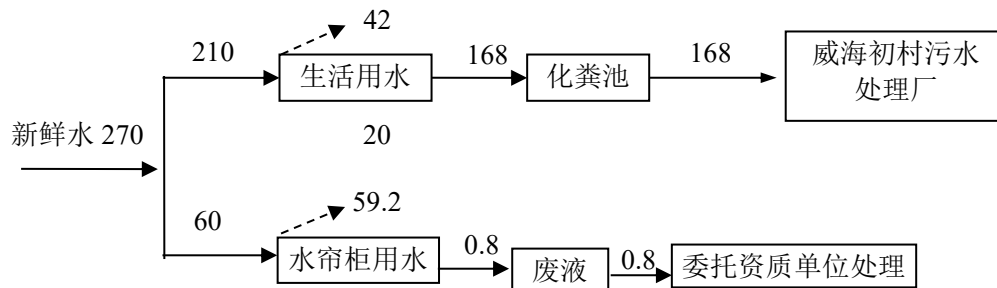 42
210
生活用水
168
化粪池
168
威海初村污水
处理厂
新鲜水 270
20
60
59.2
水帘柜用水
0.8
废液
0.8
委托资质单位处理